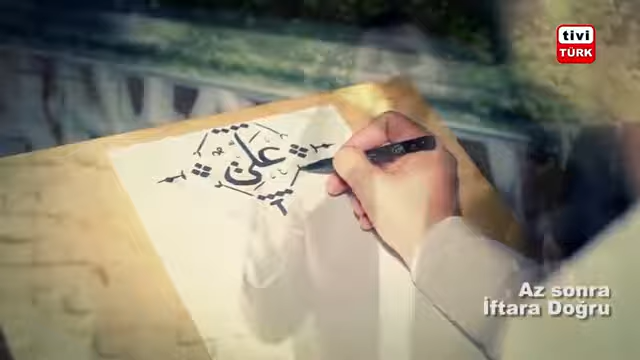 tivi
TÜRK
علي
Az sonra
İftara Doğru